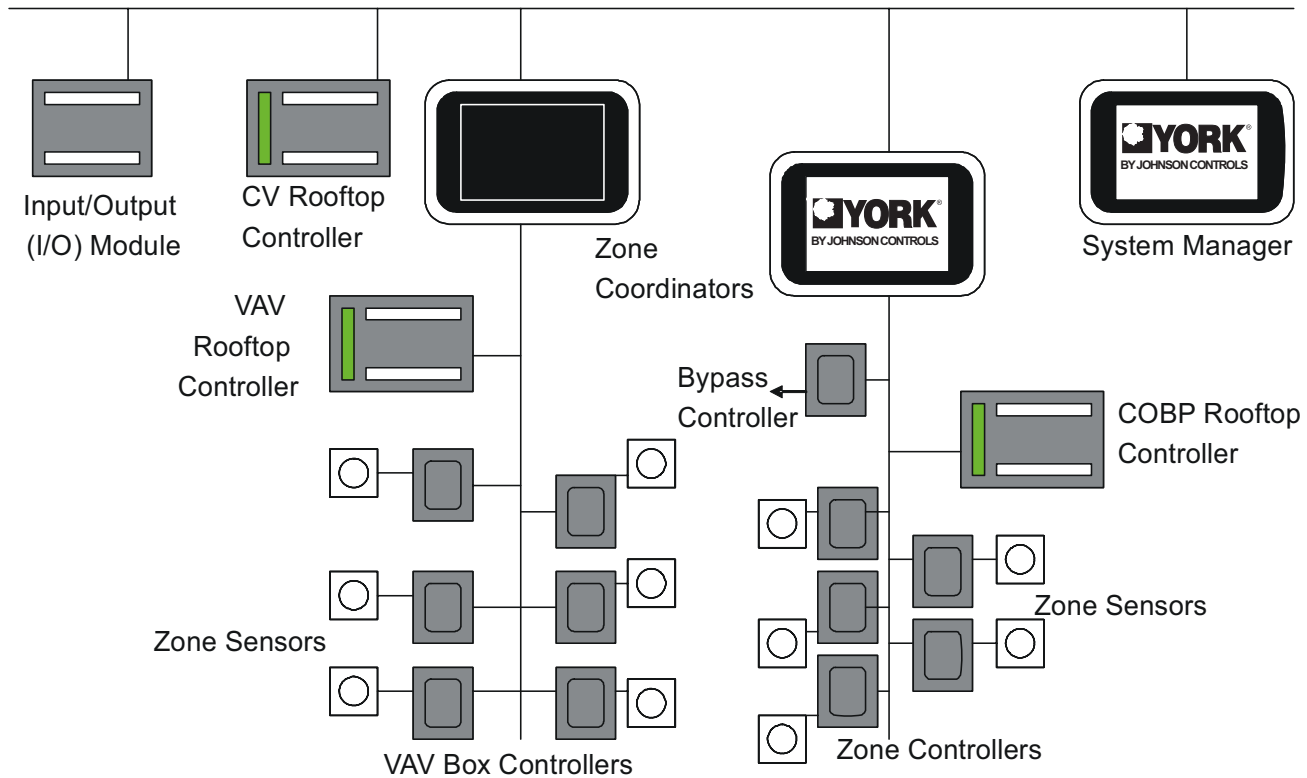 Input/Output
(I/O) Module
CV Rooftop
Controller
Zone
Coordinators
YORK®
BY JOHNSON CONTROLS
YORK®
BY JOHNSON CONTROLS
System Manager
VAV
Rooftop
Controller
Bypass
Controller
COBP Rooftop
Controller
Zone Sensors
Zone Sensors
VAV Box Controllers
Zone Controllers